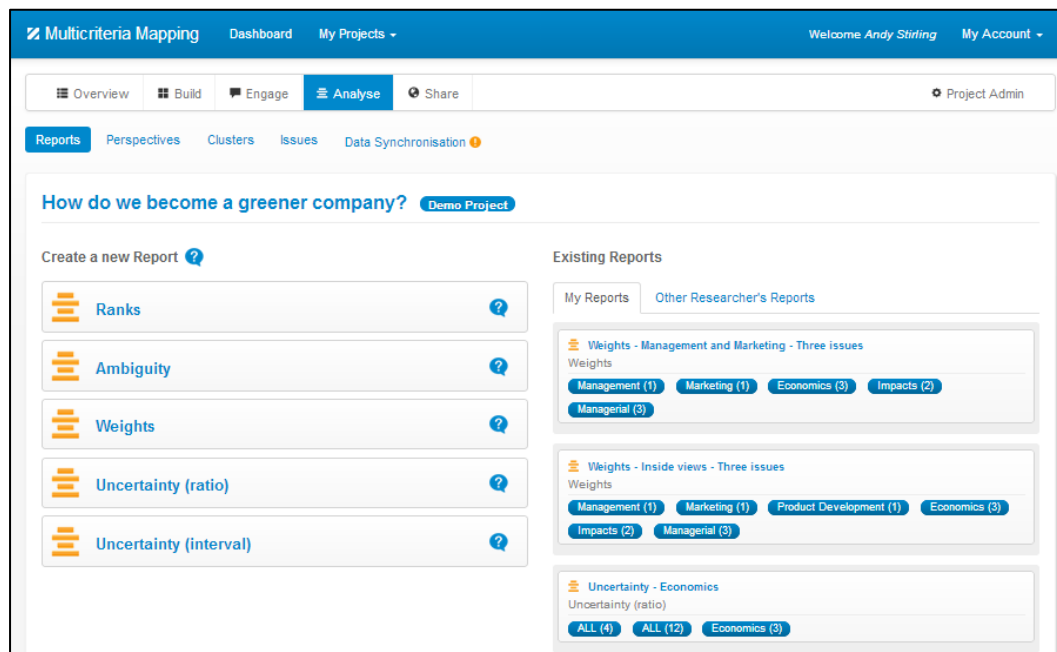 Multicriteria Mapping Dashboard My Projects Welcome Andy Stirling My Account
Overview Build Engage Analyse Share Project Admin
Reports Perspectives Clusters Issues Data Synchronisation !
How do we become a greener company? Demo Project
Create a new Report ?
Ranks ?
Ambiguity ?
Weights ?
Uncertainty (ratio) ?
Uncertainty (interval) ?
Existing Reports
My Reports Other Researcher's Reports
Weights - Management and Marketing - Three issues
Weights
Management (1) Marketing (1) Economics (3) Impacts (2)
Managerial (3)
Weights - Inside views - Three issues
Weights
Management (1) Marketing (1) Product Development (1) Economics (3)
Impacts (2) Managerial (3)
Uncertainty - Economics
Uncertainty (ratio)
ALL (4) ALL (12) Economics (3)